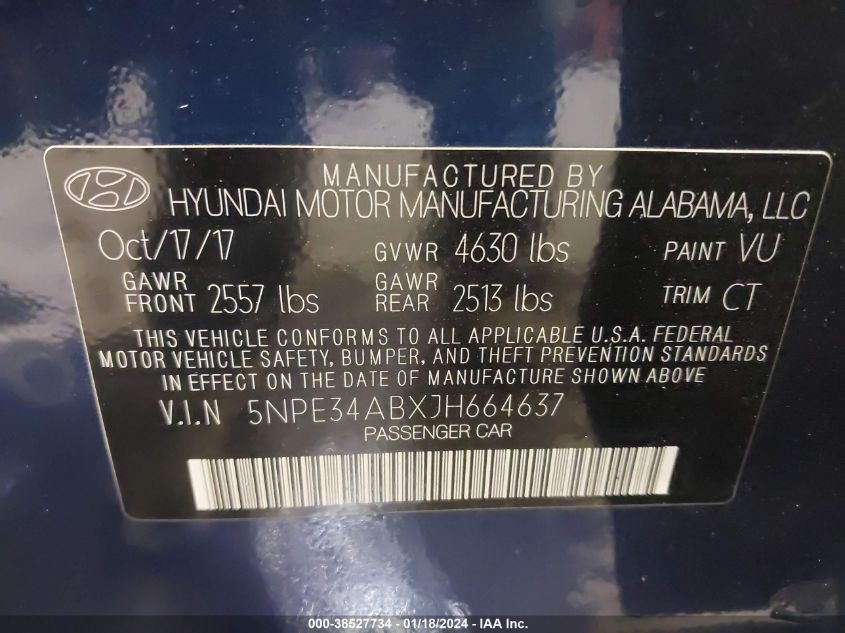 MANUFACTURED BY
HYUNDAI MOTOR MANUFACTURING ALABAMA, LLC
Oct/17/17 GVWR 4630 lbs PAINT VU
GAWR FRONT 2557 lbs GAWR REAR 2513 lbs TRIM CT
THIS VEHICLE CONFORMS TO ALL APPLICABLE U.S.A. FEDERAL
MOTOR VEHICLE SAFETY, BUMPER, AND THEFT PREVENTION STANDARDS
IN EFFECT ON THE DATE OF MANUFACTURE SHOWN ABOVE
V.I.N 5NPE34ABXJH664637
PASSENGER CAR
000-38527734 - 01/18/2024 - IAA Inc.